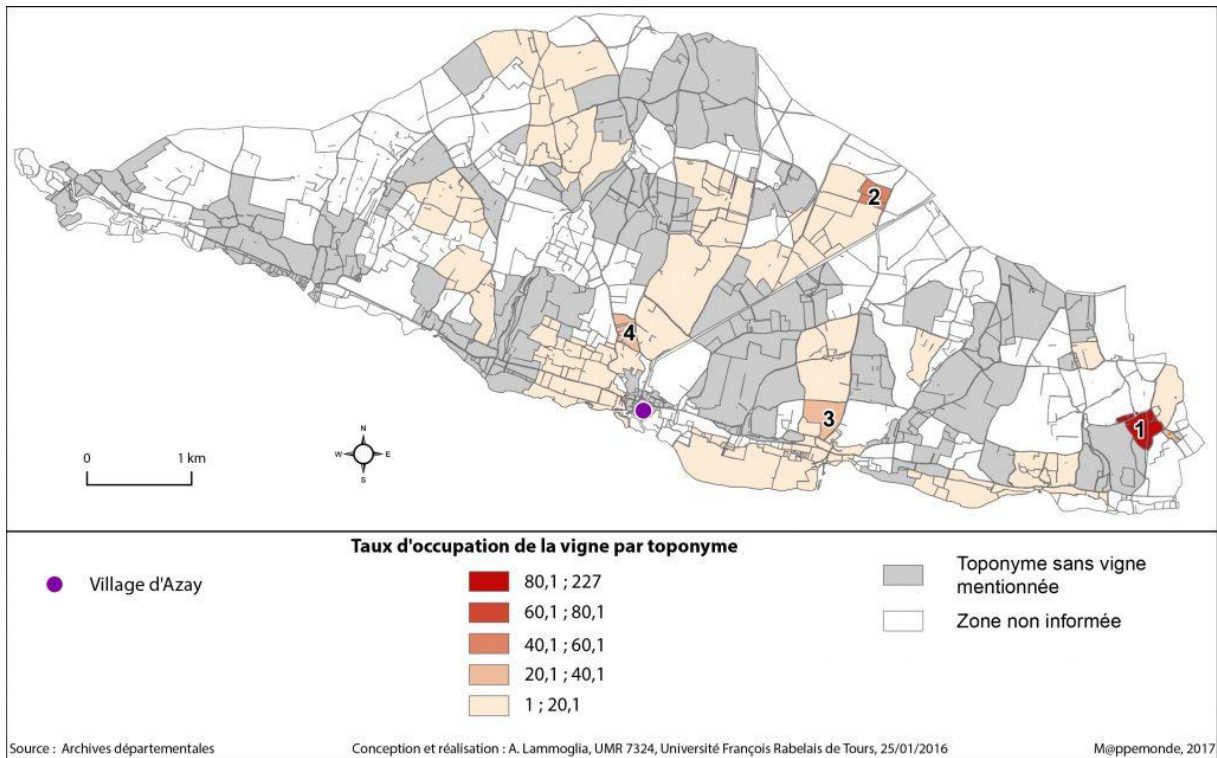 2
4
3
1
0 1 km
N
W E
S
Taux d'occupation de la vigne par toponyme
Village d'Azay
80,1 ; 227
60,1 ; 80,1
40,1 ; 60,1
20,1 ; 40,1
1 ; 20,1
Toponyme sans vigne
mentionnée
Zone non informée
Source : Archives départementales Conception et réalisation : A. Lammoglia, UMR 7324, Université François Rabelais de Tours, 25/01/2016 M@ppemonde, 2017